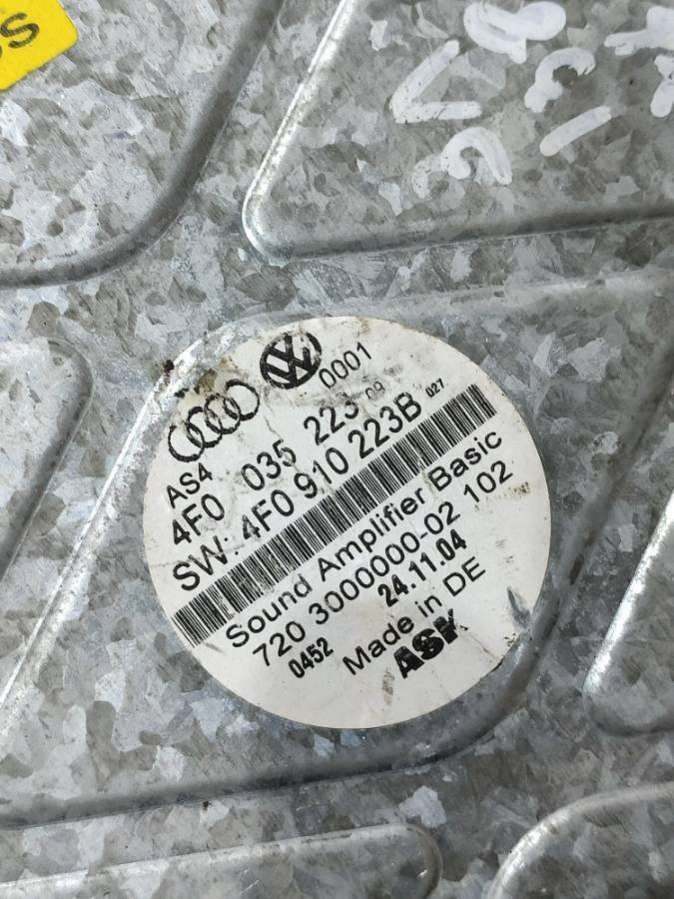 SS
0001
AS4
4F0 035 223 09
SW: 4F0 910 223B 027
Sound Amplifier Basic
720 3000000-02 102
0452 24.11.04
Made in DE
ASK